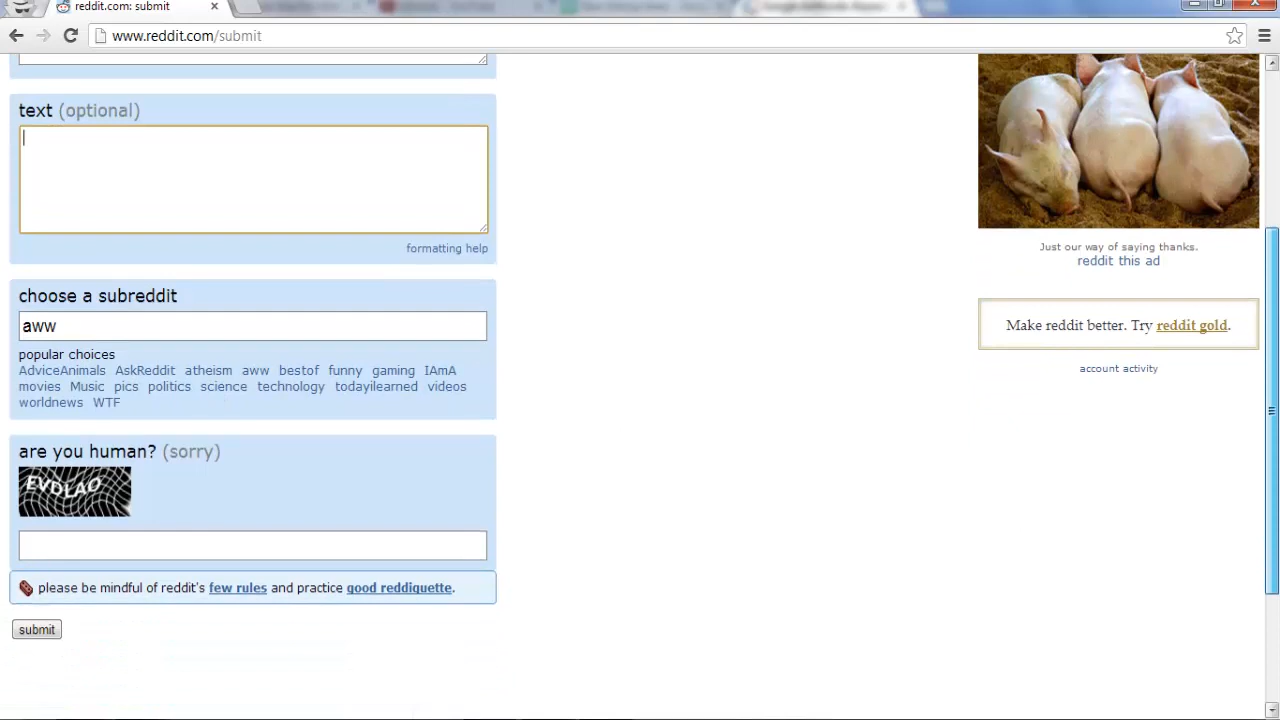 reddit.com: submit
www.reddit.com/submit
text (optional)
formatting help
choose a subreddit
aww
popular choices
AdviceAnimals AskReddit atheism aww bestof funny gaming IAmA
movies Music pics politics science technology todayilearned videos
worldnews WTF
are you human? (sorry)
EVDLAO
please be mindful of reddit's few rules and practice good reddiquette.
submit
Just our way of saying thanks.
reddit this ad
Make reddit better. Try reddit gold.
account activity